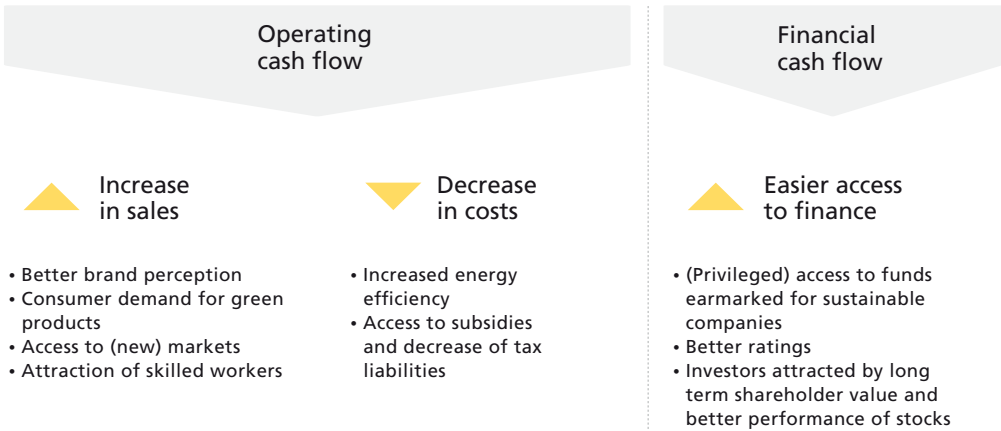 Operating
cash flow
Financial
cash flow
Increase
in sales
Decrease
in costs
Easier access
to finance
• Better brand perception
• Consumer demand for green
products
• Access to (new) markets
• Attraction of skilled workers
• Increased energy
efficiency
• Access to subsidies
and decrease of tax
liabilities
• (Privileged) access to funds
earmarked for sustainable
companies
• Better ratings
• Investors attracted by long
term shareholder value and
better performance of stocks